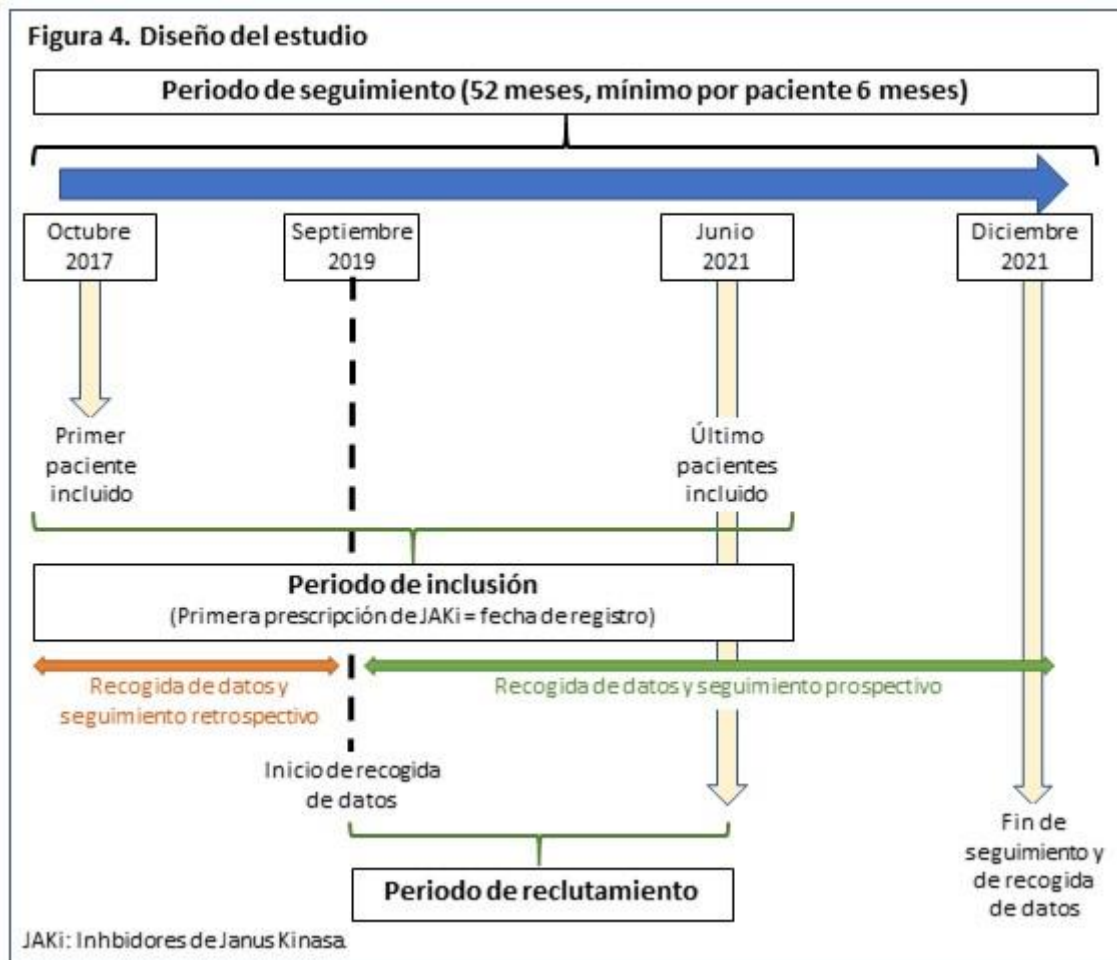 Figura 4. Diseño del estudio
Periodo de seguimiento (52 meses, mínimo por paciente 6 meses)
Octubre
2017
Septiembre
2019
Junio
2021
Diciembre
2021
Primer
paciente
incluido
Último
pacientes
incluido
Periodo de inclusión
(Primera prescripción de JAKi = fecha de registro)
Recogida de datos y
seguimiento retrospectivo
Recogida de datos y seguimiento prospectivo
Inicio de recogida
de datos
Fin de
seguimiento y
de recogida
de datos
Periodo de reclutamiento
JAKi: Inhbidores de Janus Kinasa.